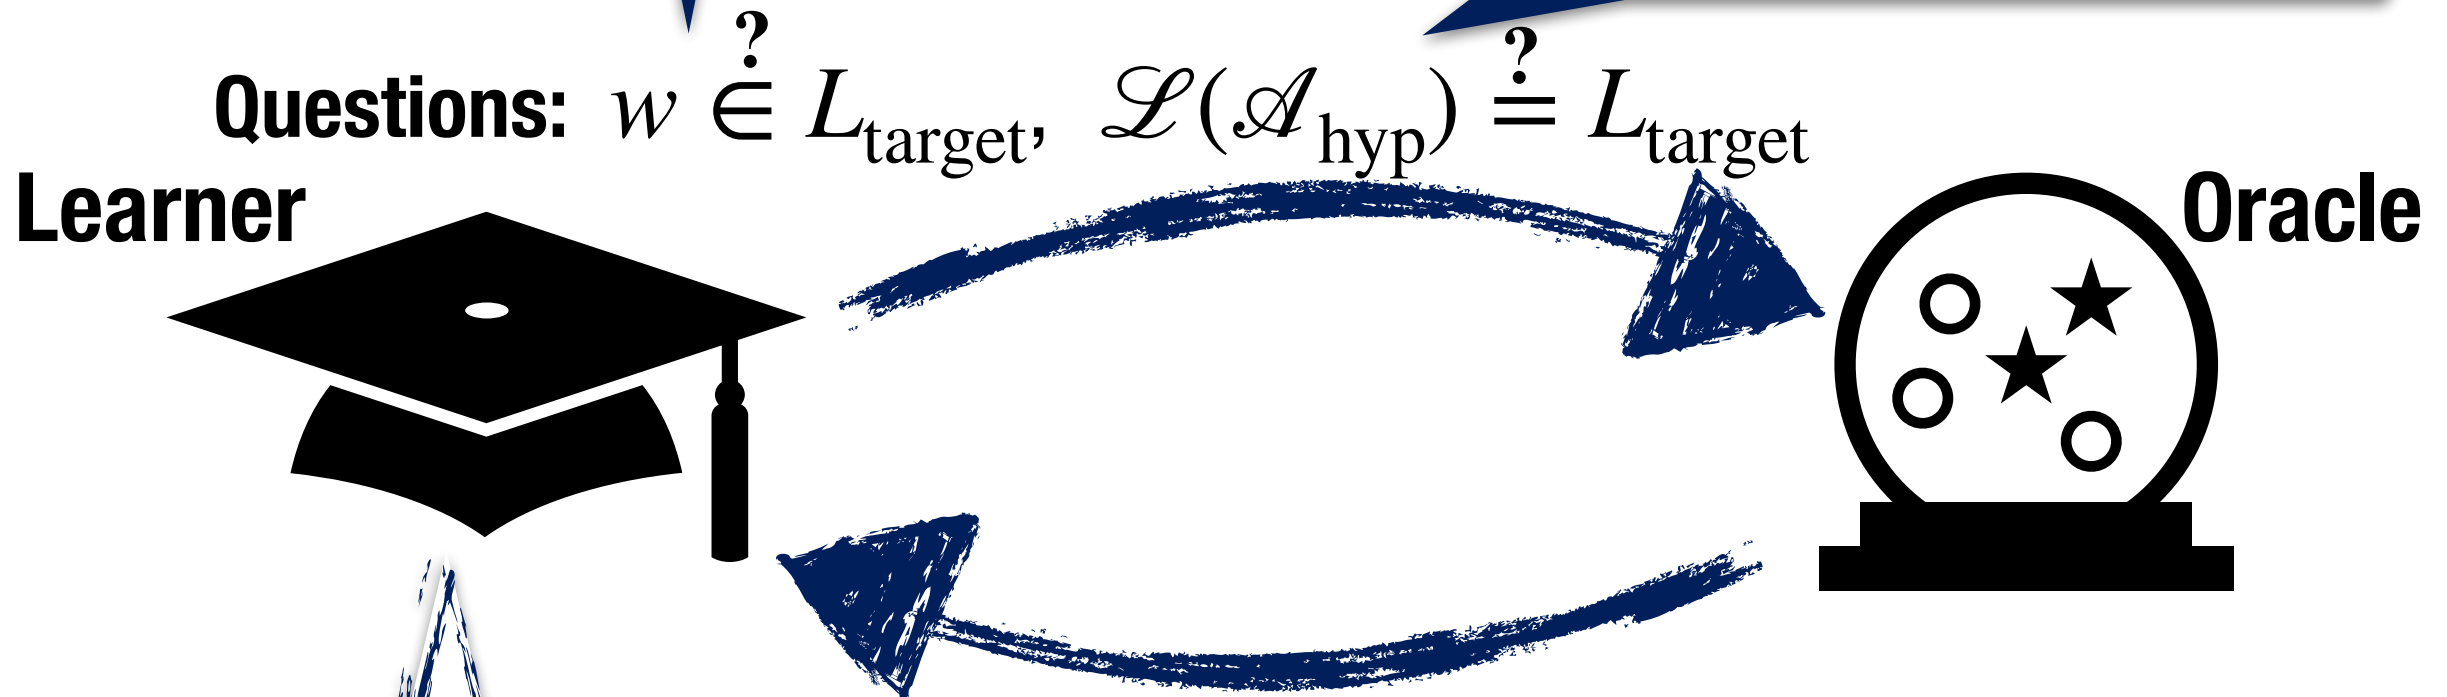 Questions: w ∈? L_target, ℒ(𝒜_hyp) =? L_target
Learner
Oracle